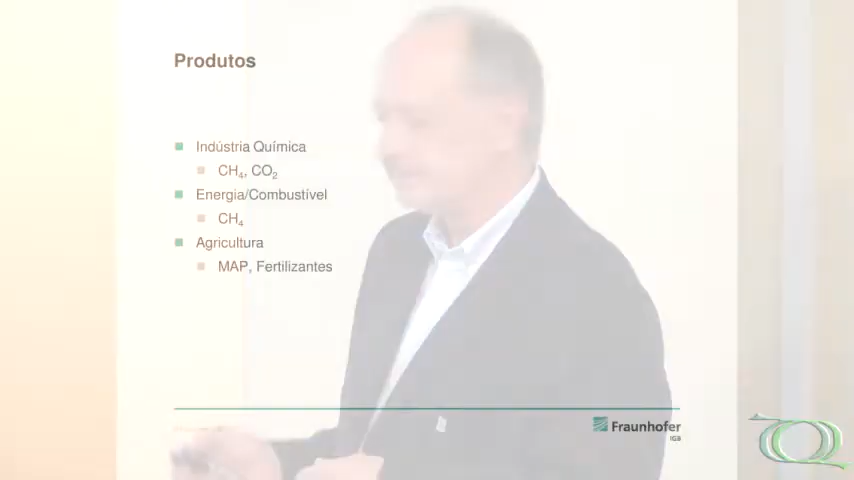 Produtos
Indústria Química
CH₄, CO₂
Energia/Combustível
CH₄
Agricultura
MAP, Fertilizantes
Fraunhofer
IGB